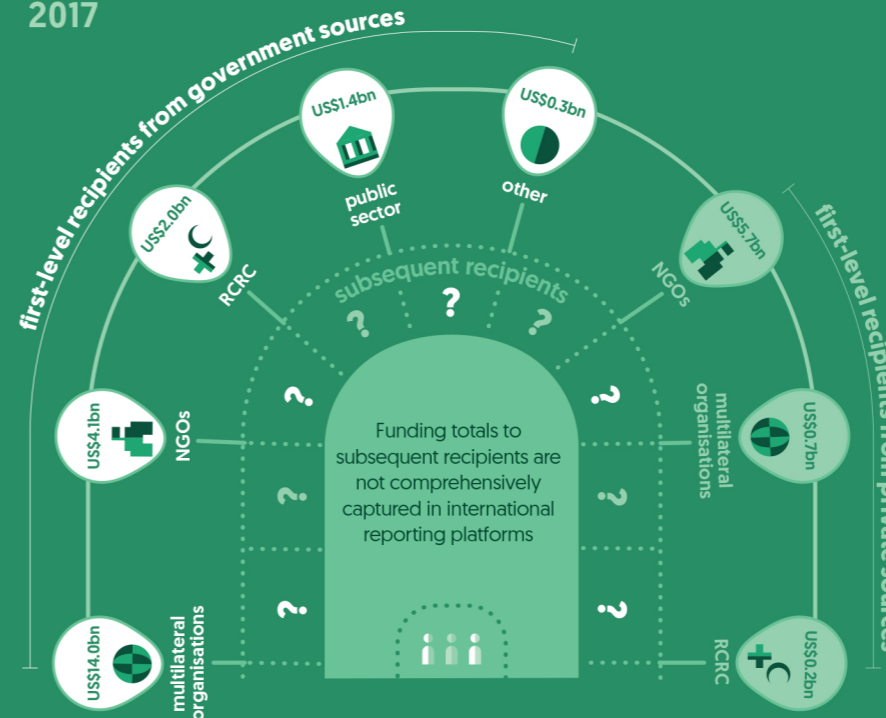 2017
first-level recipients from government sources
US$14.0bn
multilateral
organisations
US$4.1bn
NGOs
US$2.0bn
RCRC
US$1.4bn
public
sector
US$0.3bn
other
first-level recipients from private sources
US$5.7bn
NGOs
US$0.7bn
multilateral
organisations
US$0.2bn
RCRC
subsequent recipients
?
?
?
?
?
?
?
?
?
Funding totals to
subsequent recipients are
not comprehensively
captured in international
reporting platforms